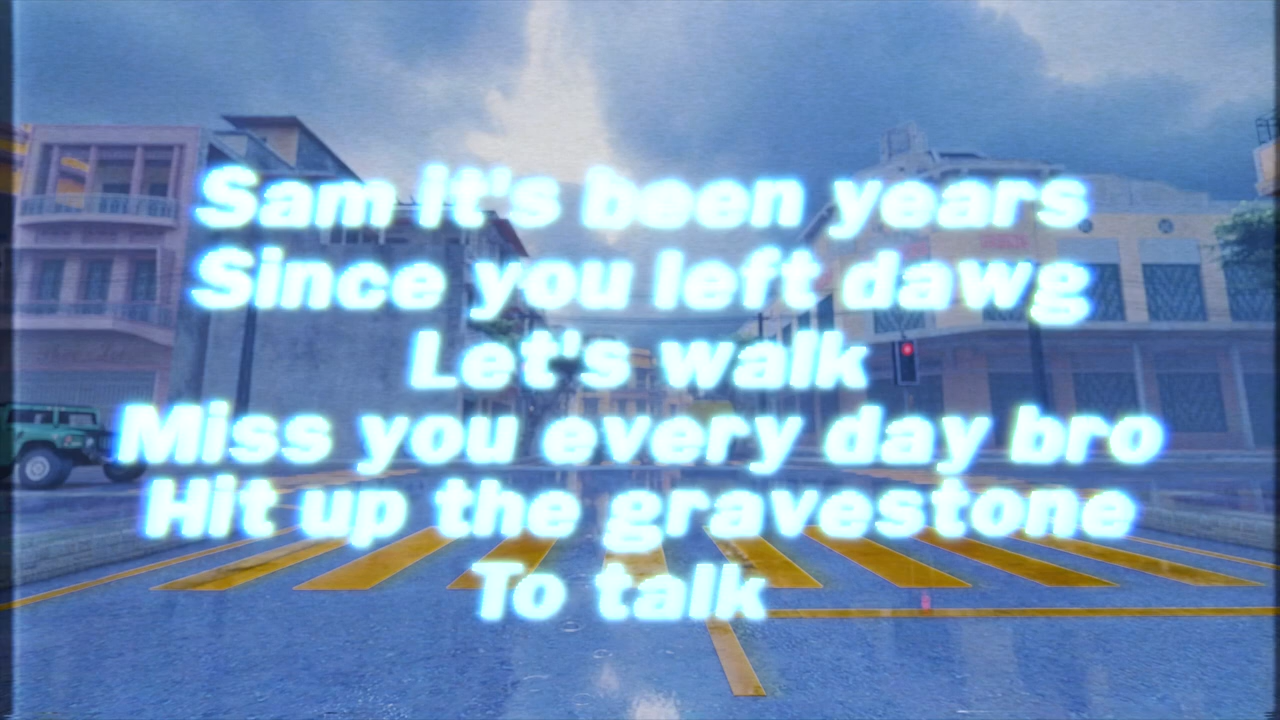 Sam it's been years
Since you left dawg
Let's walk
Miss you every day bro
Hit up the gravestone
To talk